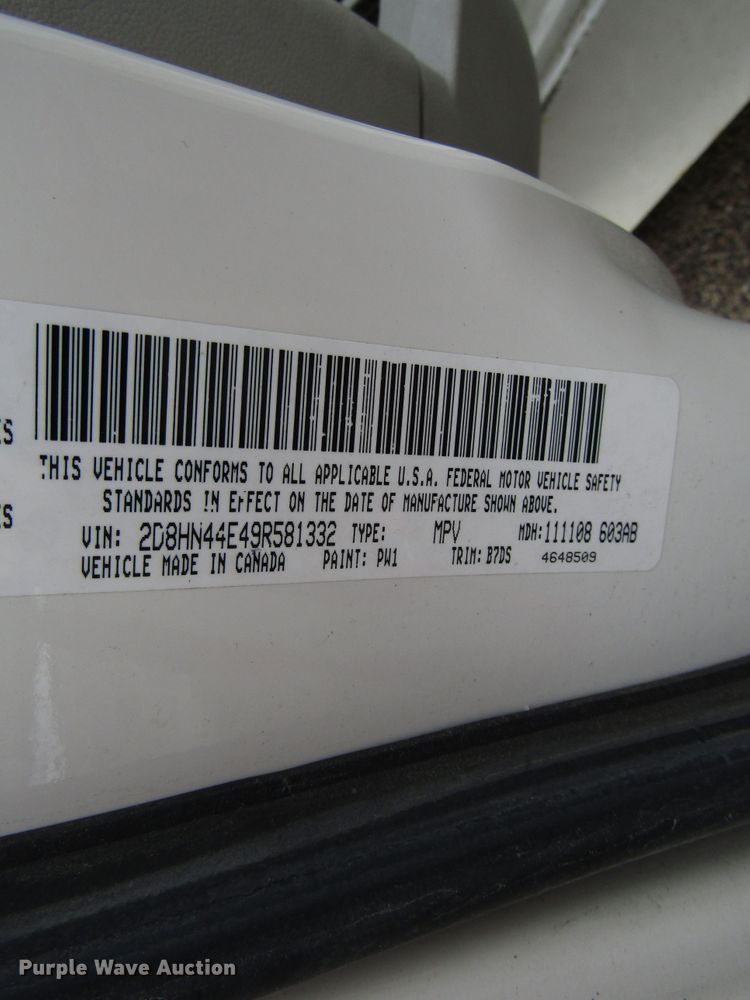 ES
ES
THIS VEHICLE CONFORMS TO ALL APPLICABLE U.S.A. FEDERAL MOTOR VEHICLE SAFETY
STANDARDS IN EFFECT ON THE DATE OF MANUFACTURE SHOWN ABOVE.
VIN: 2D8HN44E49R581332 TYPE: MPV MDH: 111108 603AB
VEHICLE MADE IN CANADA PAINT: PW1 TRIM: B7DS 4648509
Purple Wave Auction